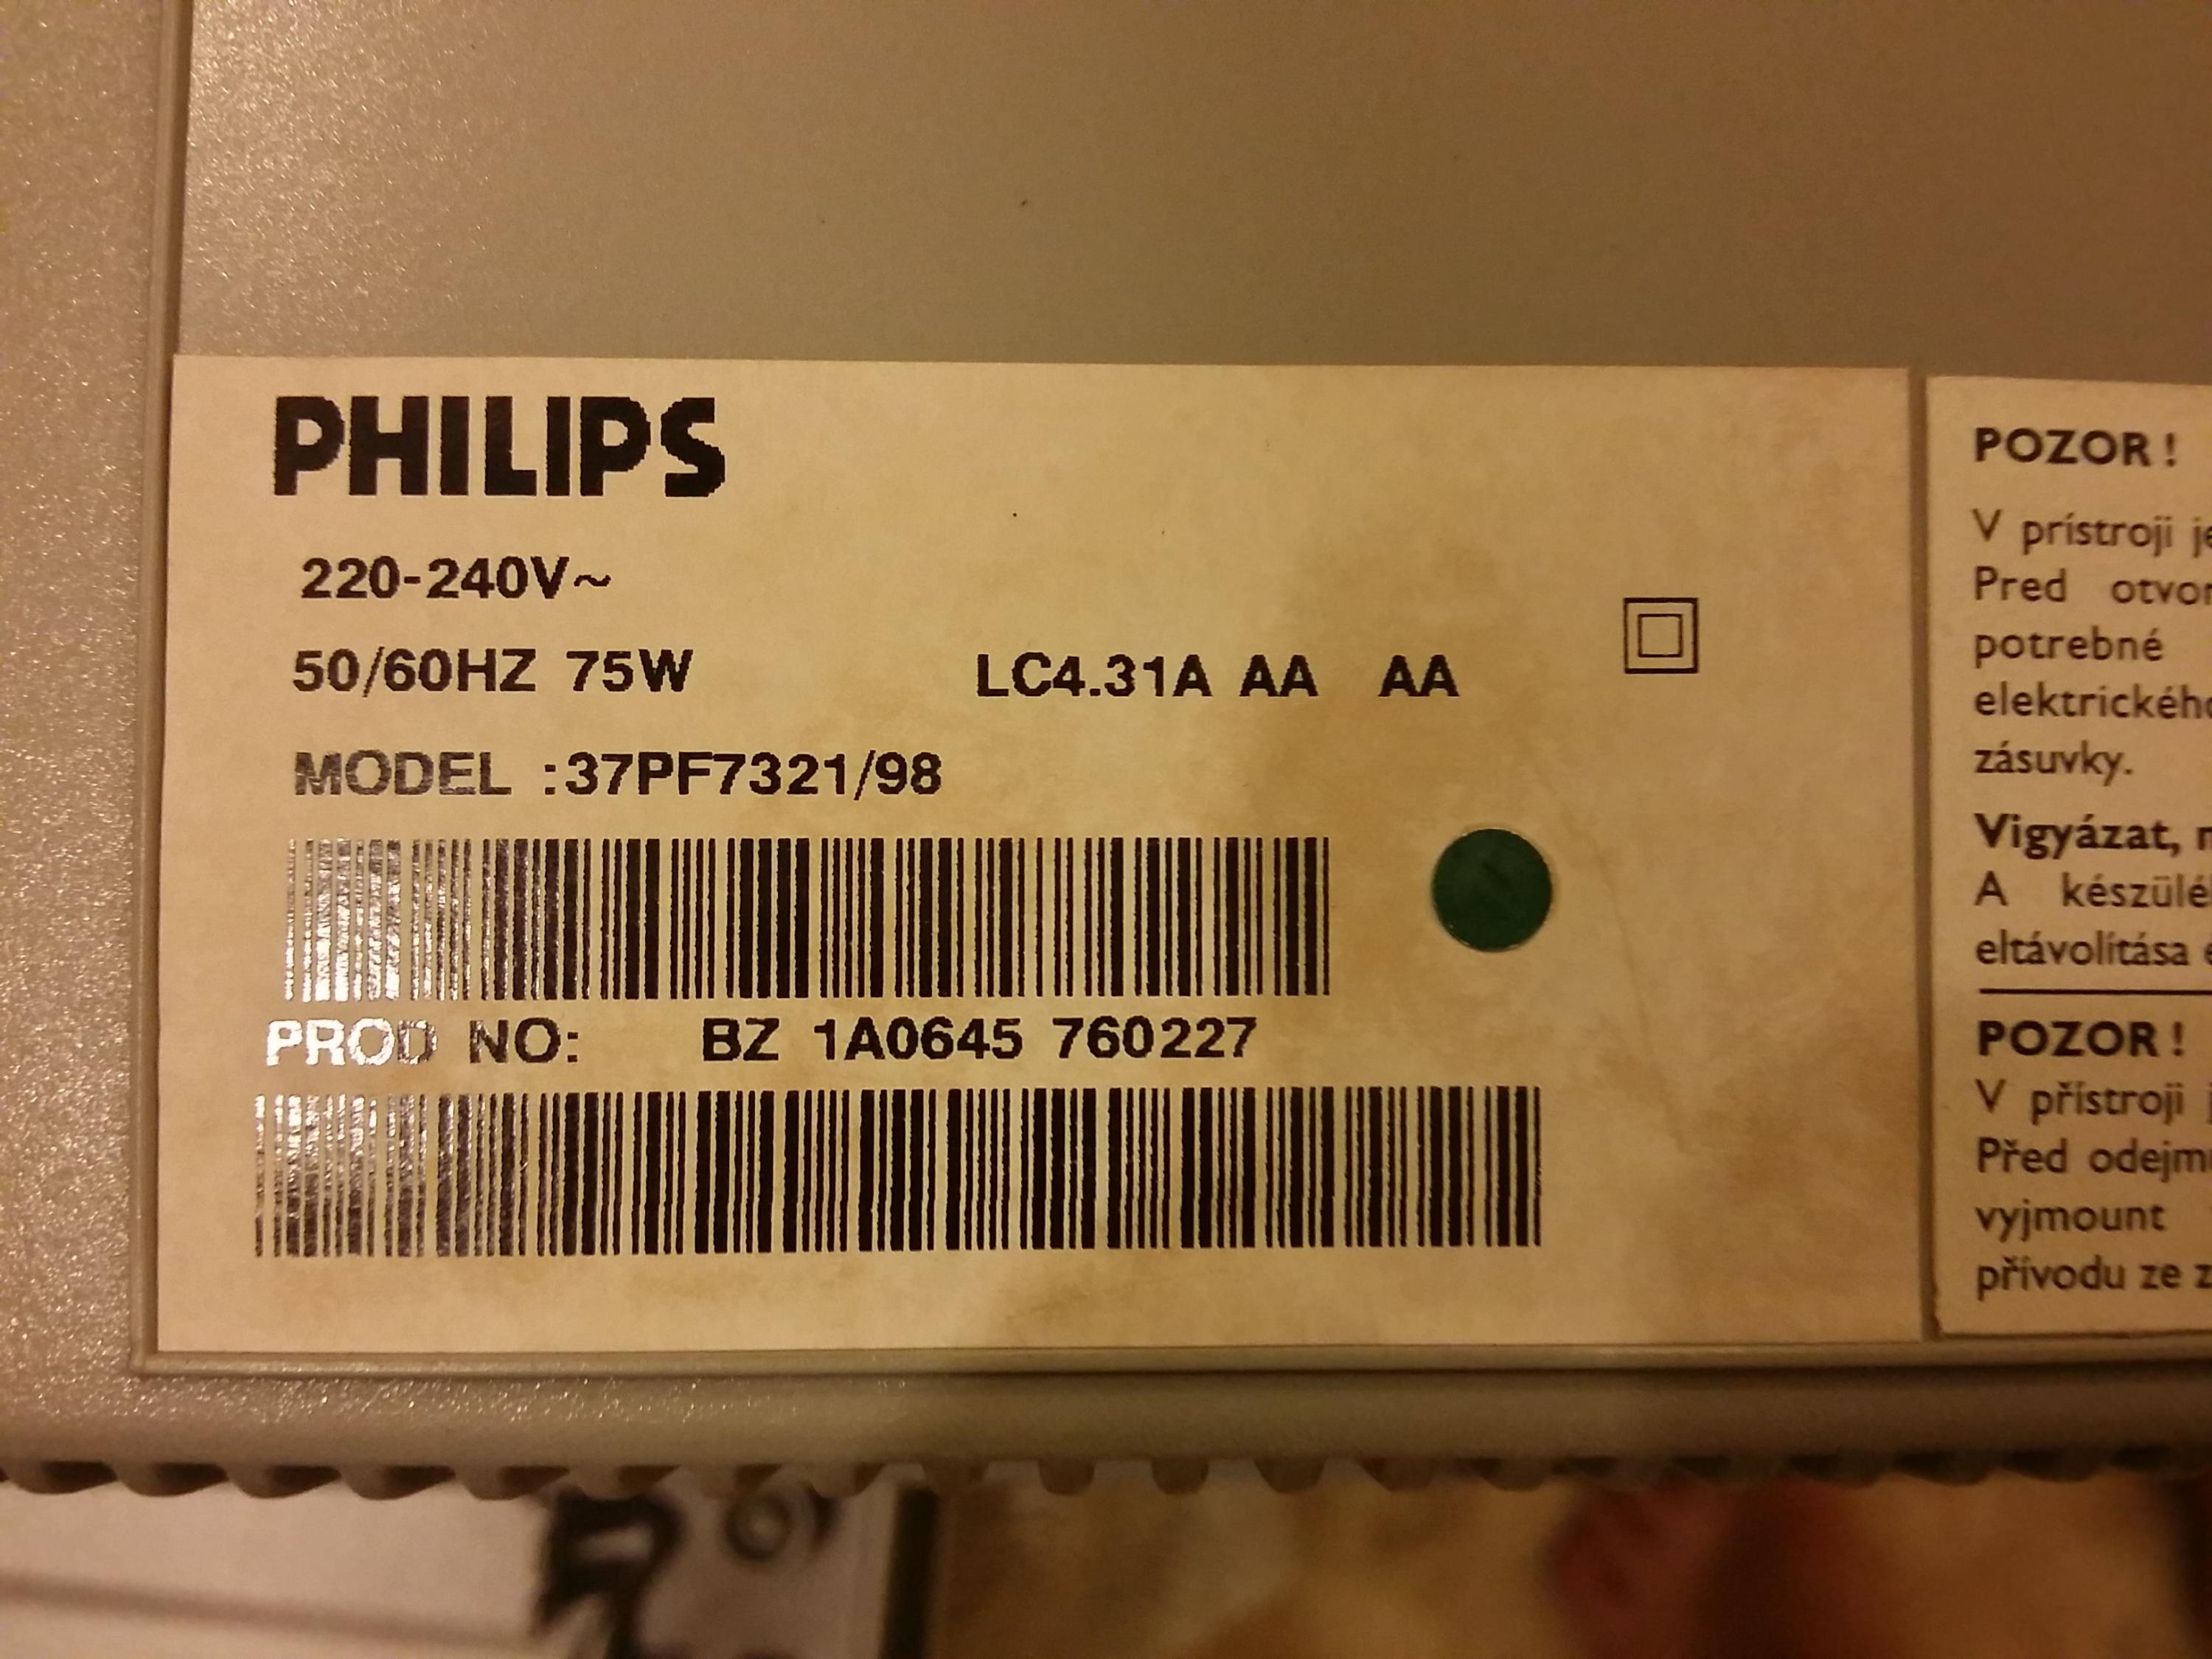 PHILIPS
220-240V~
50/60HZ 75W LC4.31A AA AA
MODEL :37PF7321/98
PROD NO: BZ 1A0645 760227
POZOR!
V prístroji
Pred
potrebné
zásuvky.
Vigyázat,
A
eltávolítása
POZOR!
V přístroji
Před
vyjmount
přívodu ze